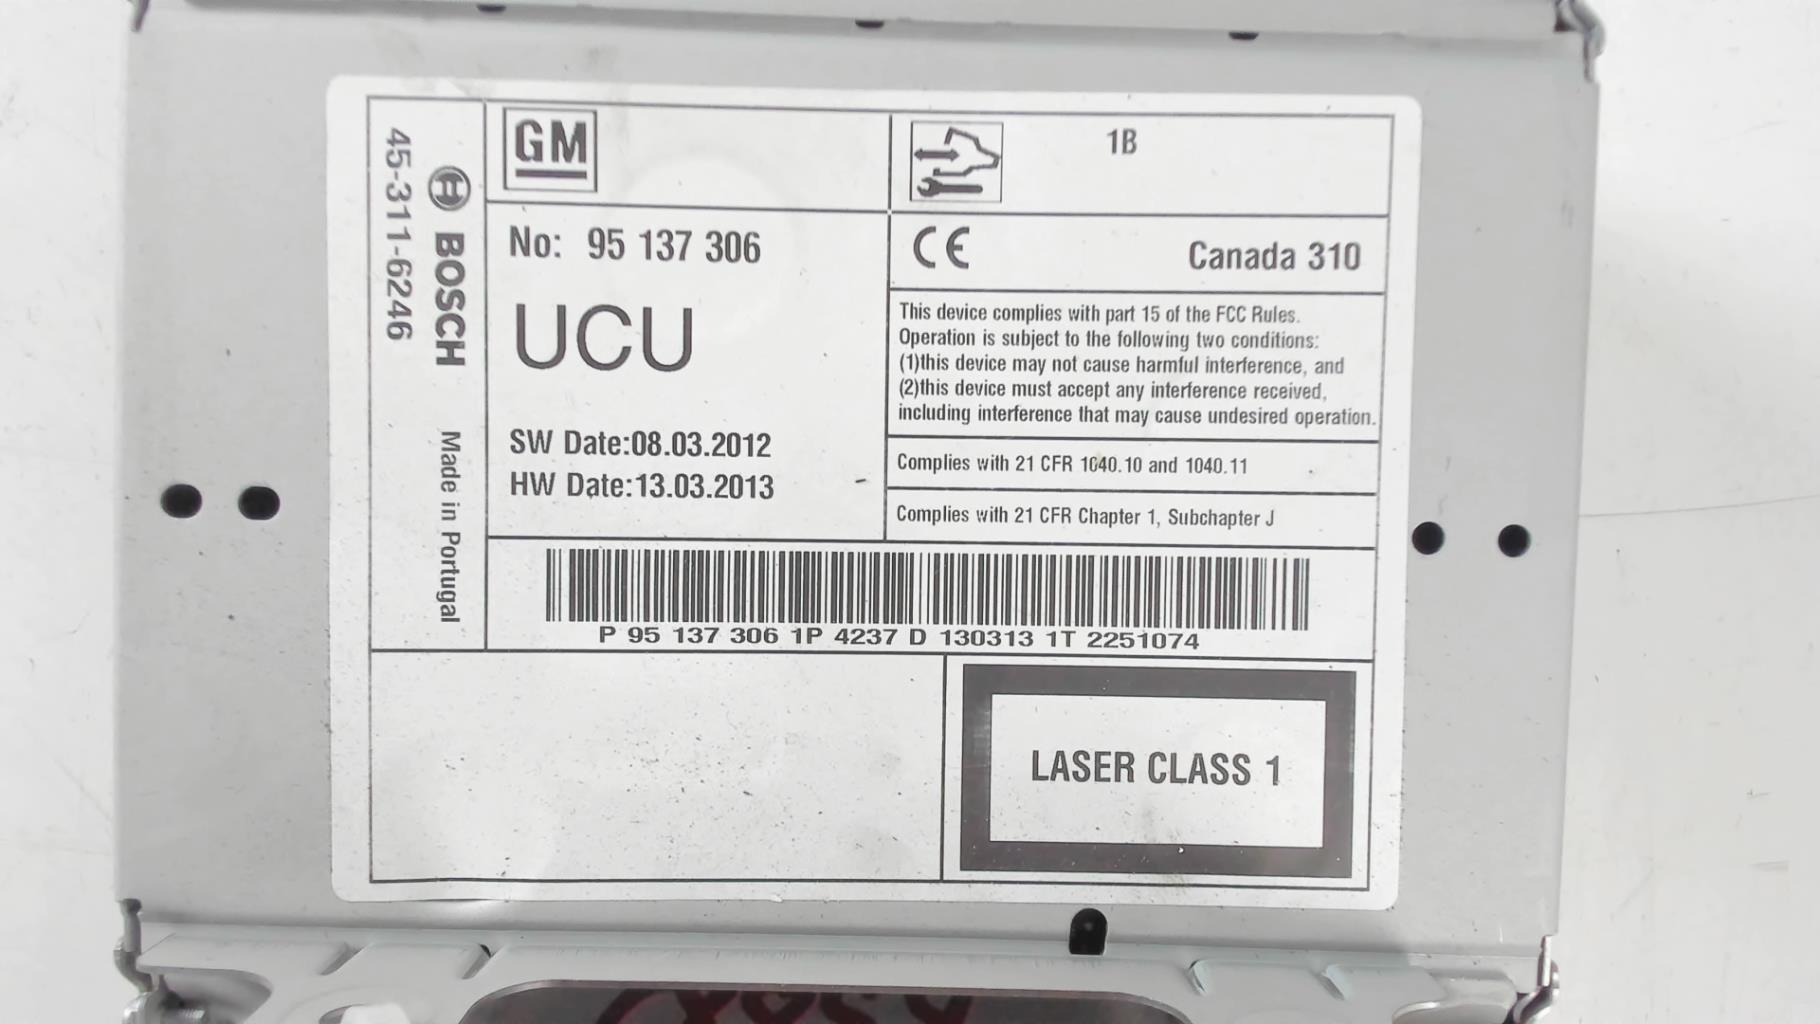 45-311-6246
BOSCH
Made in Portugal
GM
No: 95 137 306
UCU
SW Date:08.03.2012
HW Date:13.03.2013
1B
CE
Canada 310
This device complies with part 15 of the FCC Rules.
Operation is subject to the following two conditions:
(1)this device may not cause harmful interference, and
(2)this device must accept any interference received,
including interference that may cause undesired operation.
Complies with 21 CFR 1040.10 and 1040.11
Complies with 21 CFR Chapter 1, Subchapter J
P 95 137 306 1P 4237 D 130313 1T 2251074
LASER CLASS 1